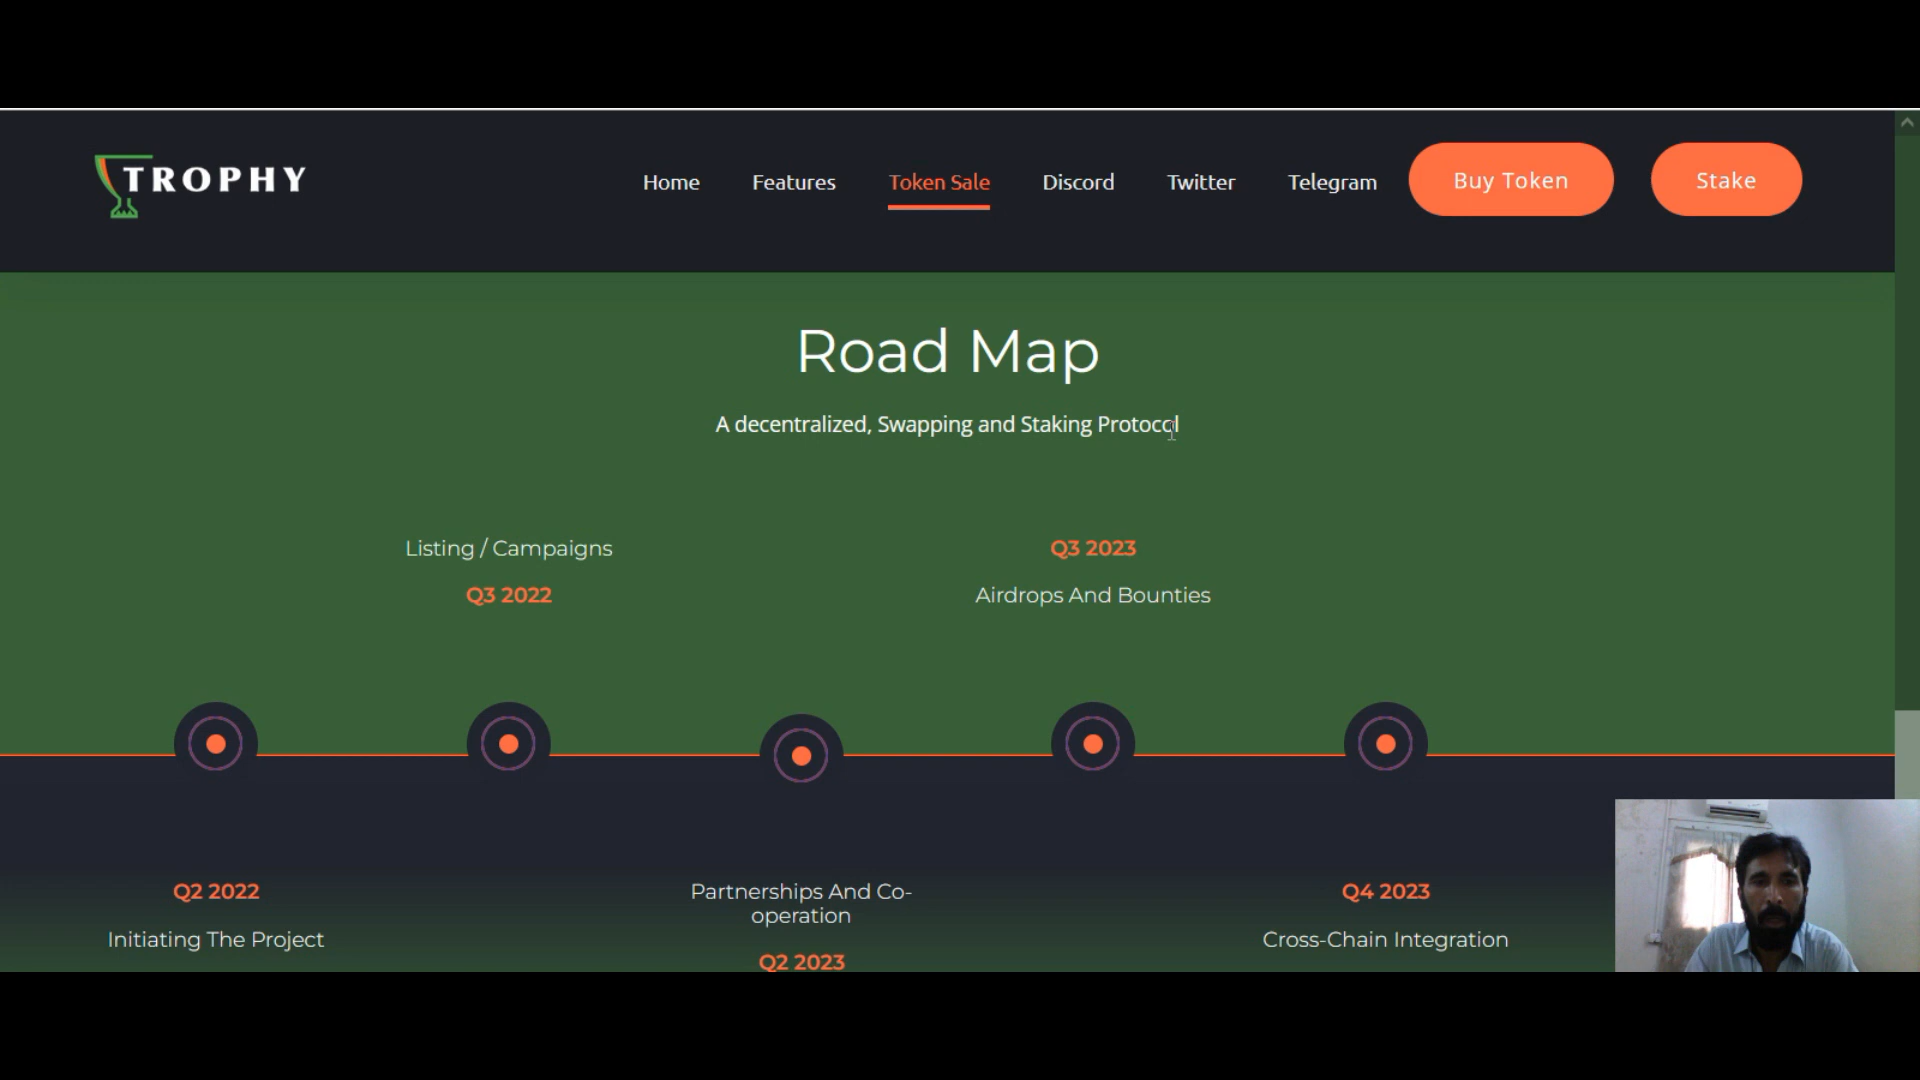 TROPHY
Home
Features
Token Sale
Discord
Twitter
Telegram
Buy Token
Stake
Road Map
A decentralized, Swapping and Staking Protocol
Listing / Campaigns
Q3 2022
Q3 2023
Airdrops And Bounties
Q2 2022
Initiating The Project
Partnerships And Co-
operation
Q2 2023
Q4 2023
Cross-Chain Integration